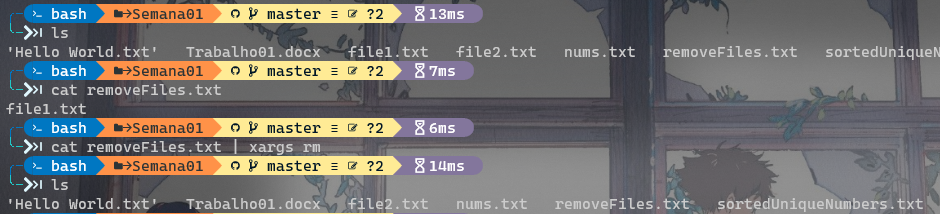 bash Semana01 master ≡ ?2 13ms
ls
'Hello World.txt' Trabalho01.docx file1.txt file2.txt nums.txt removeFiles.txt sortedUniqueN
bash Semana01 master ≡ ?2 7ms
cat removeFiles.txt
file1.txt
bash Semana01 master ≡ ?2 6ms
cat removeFiles.txt | xargs rm
bash Semana01 master ≡ ?2 14ms
ls
'Hello World.txt' Trabalho01.docx file2.txt nums.txt removeFiles.txt sortedUniqueNumbers.txt